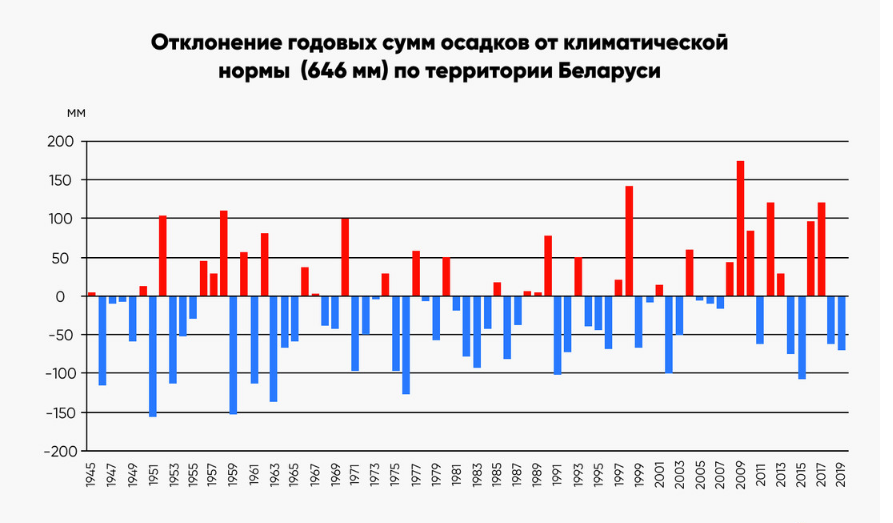 Отклонение годовых сумм осадков от климатической
нормы (646 мм) по территории Беларуси
мм
200
150
100
50
0
-50
-100
-150
-200
1945 1947 1949 1951 1953 1955 1957 1959 1961 1963 1965 1967 1969 1971 1973 1975 1977 1979 1981 1983 1985 1987 1989 1991 1993 1995 1997 1999 2001 2003 2005 2007 2009 2011 2013 2015 2017 2019